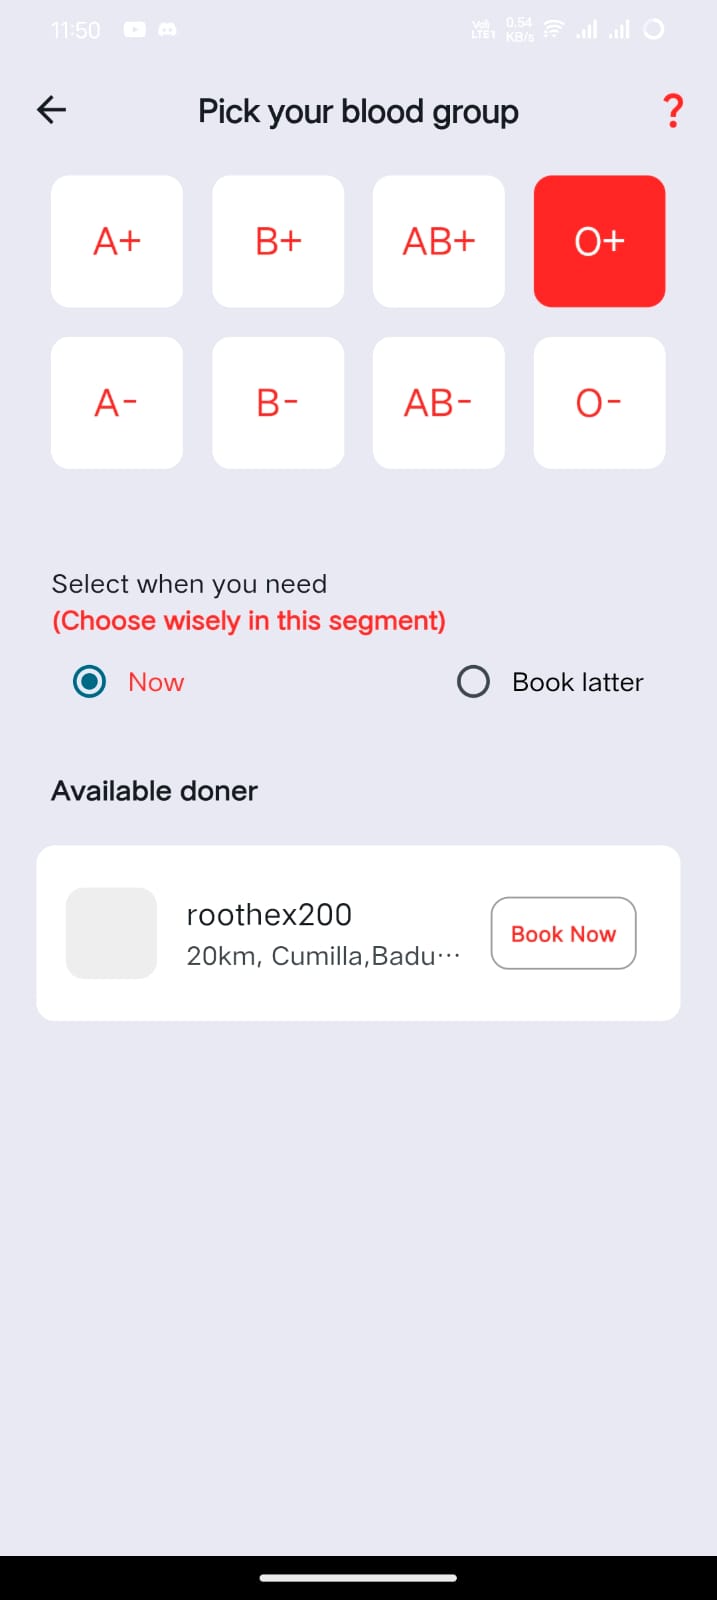 11:50
Vo) LTE1 0.54 KB/s
Pick your blood group ?
A+ B+ AB+ O+
A- B- AB- O-
Select when you need
(Choose wisely in this segment)
Now Book latter
Available doner
roothex200
20km, Cumilla,Badu...
Book Now